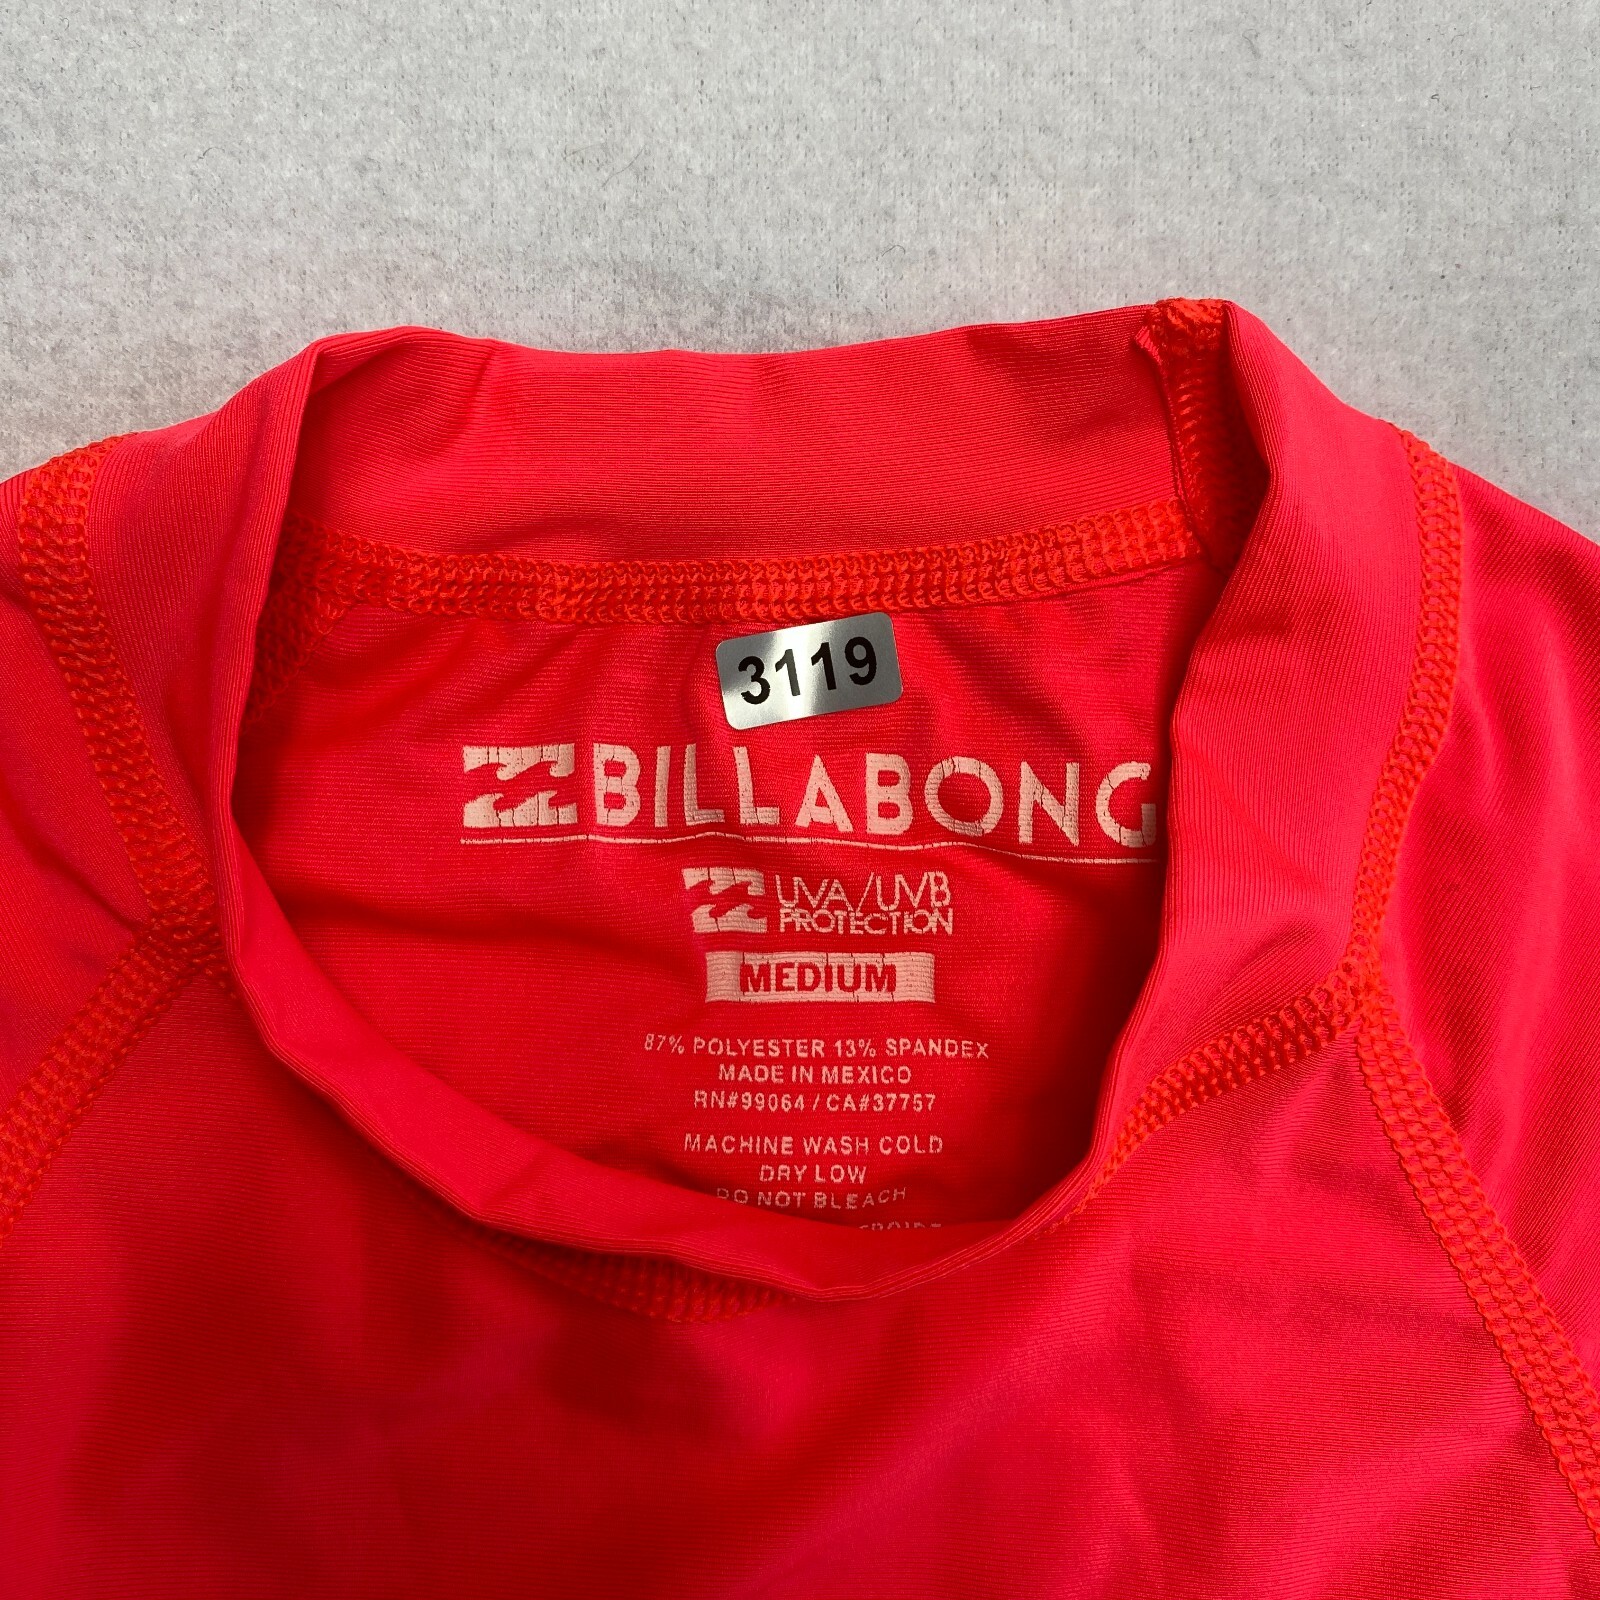 3119
BILLABONG
UVA/UVB
PROTECTION
MEDIUM
87% POLYESTER 13% SPANDEX
MADE IN MEXICO
RN#99064 / CA#37757
MACHINE WASH COLD
DRY LOW
DO NOT BLEACH